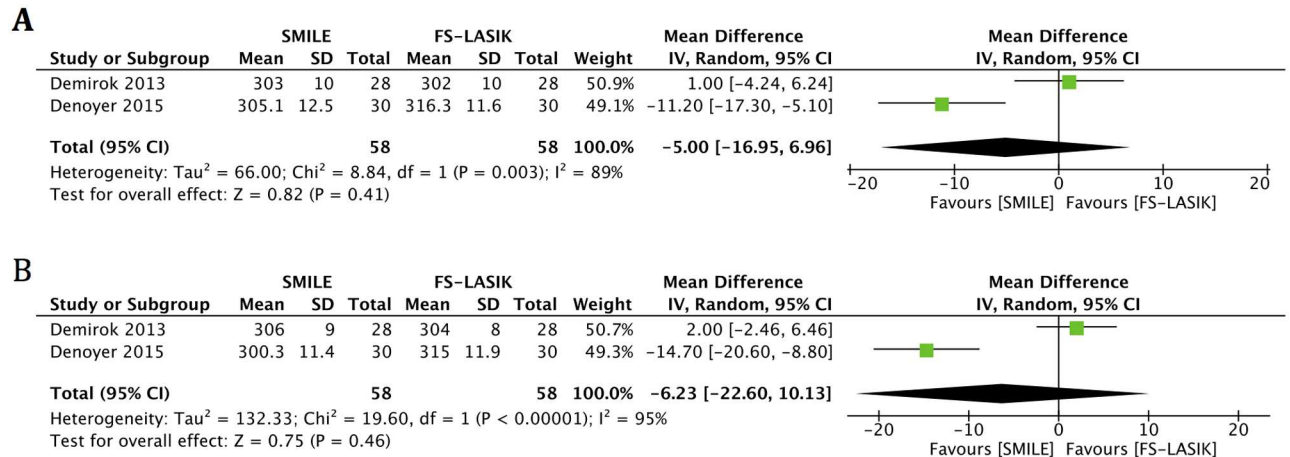 A
SMILE FS-LASIK Mean Difference Mean Difference
Study or Subgroup Mean SD Total Mean SD Total Weight IV, Random, 95% CI IV, Random, 95% CI
Demirok 2013 303 10 28 302 10 28 50.9% 1.00 [-4.24, 6.24]
Denoyer 2015 305.1 12.5 30 316.3 11.6 30 49.1% -11.20 [-17.30, -5.10]
Total (95% CI) 58 58 100.0% -5.00 [-16.95, 6.96]
Heterogeneity: Tau² = 66.00; Chi² = 8.84, df = 1 (P = 0.003); I² = 89%
Test for overall effect: Z = 0.82 (P = 0.41)
-20 -10 0 10 20
Favours [SMILE] Favours [FS-LASIK]
B
SMILE FS-LASIK Mean Difference Mean Difference
Study or Subgroup Mean SD Total Mean SD Total Weight IV, Random, 95% CI IV, Random, 95% CI
Demirok 2013 306 9 28 304 8 28 50.7% 2.00 [-2.46, 6.46]
Denoyer 2015 300.3 11.4 30 315 11.9 30 49.3% -14.70 [-20.60, -8.80]
Total (95% CI) 58 58 100.0% -6.23 [-22.60, 10.13]
Heterogeneity: Tau² = 132.33; Chi² = 19.60, df = 1 (P < 0.00001); I² = 95%
Test for overall effect: Z = 0.75 (P = 0.46)
-20 -10 0 10 20
Favours [SMILE] Favours [FS-LASIK]